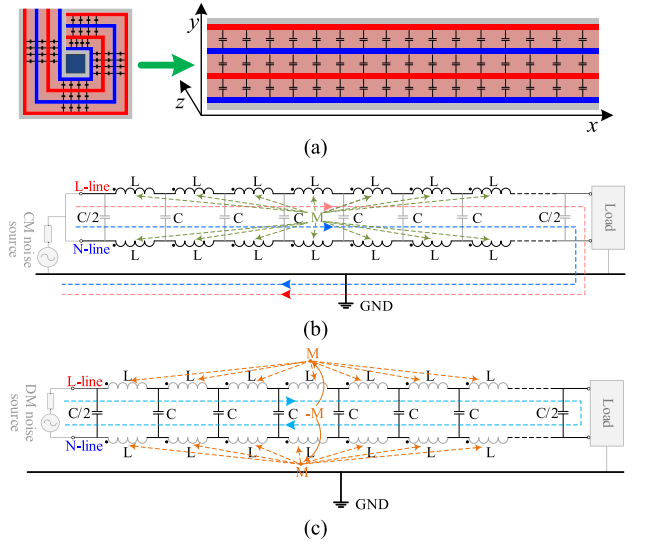 y
z
x
(a)
L L L L L L L
L-line
CM noise source
C/2 C C C M C C C C/2
Load
N-line
L L L L L L L
GND
(b)
M
L L L L L L L
L-line
DM noise source
C/2 C C C -M C C C C/2
Load
N-line
L L L L L L L
M
GND
(c)